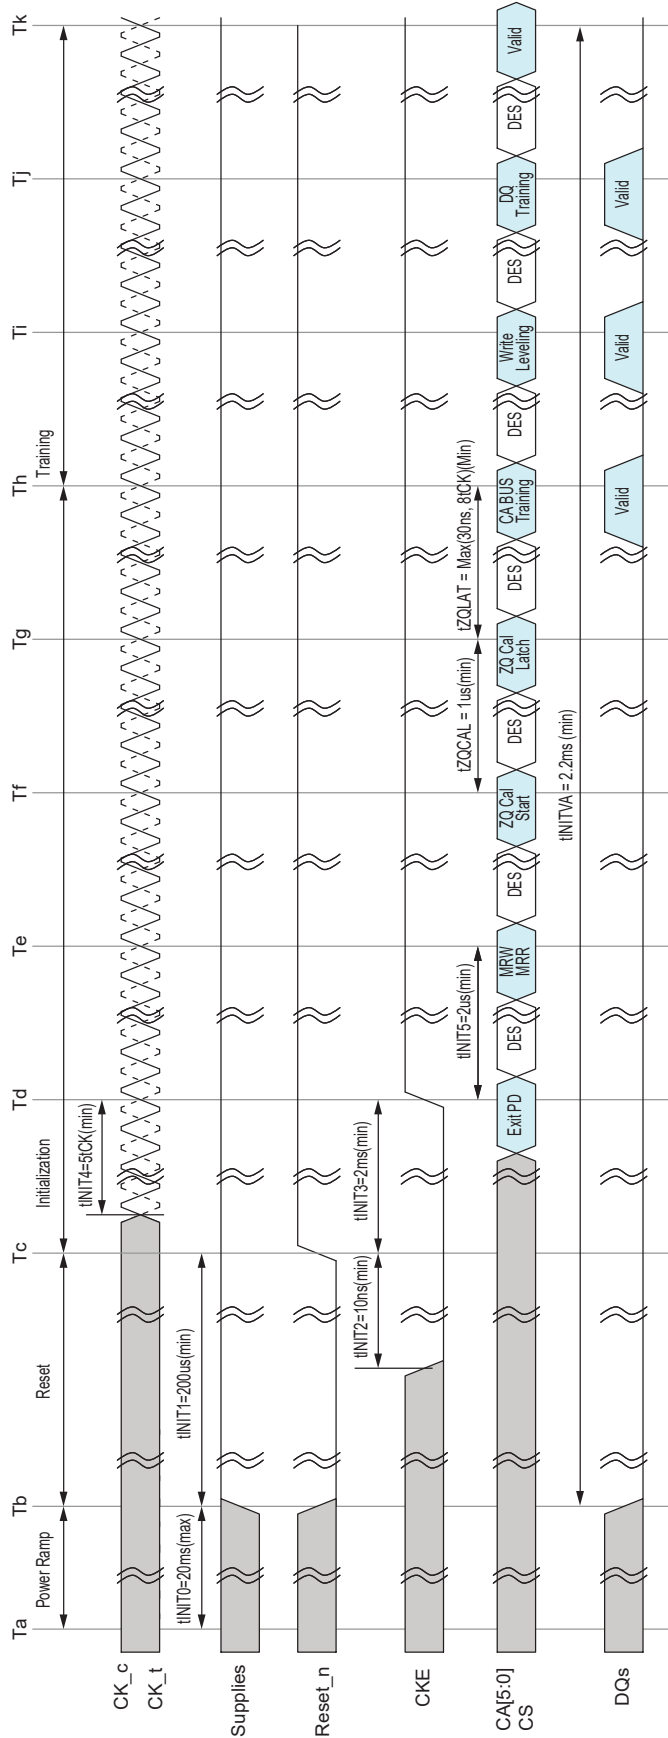 Ta Tb Tc Td Te Tf Tg Th Ti Tj Tk
Power Ramp Reset Initialization Training
tINIT4=5tCK(min)
CK_c
CK_t
tINIT0=20ms(max) tINIT1=200us(min)
Supplies
Reset_n
tINIT2=10ns(min) tINIT3=2ms(min)
CKE
tINIT5=2us(min) tZQCAL = 1us(min) tZQLAT = Max(30ns, 8tCK)(Min)
CA[5:0]
CS
Exit PD DES MRW DES ZQ Cal DES ZQ Cal DES CA BUS DES Write DES DQ DES Valid
MRR Start Latch Training Leveling Training
tINITVA = 2.2ms (min)
DQs Valid Valid Valid